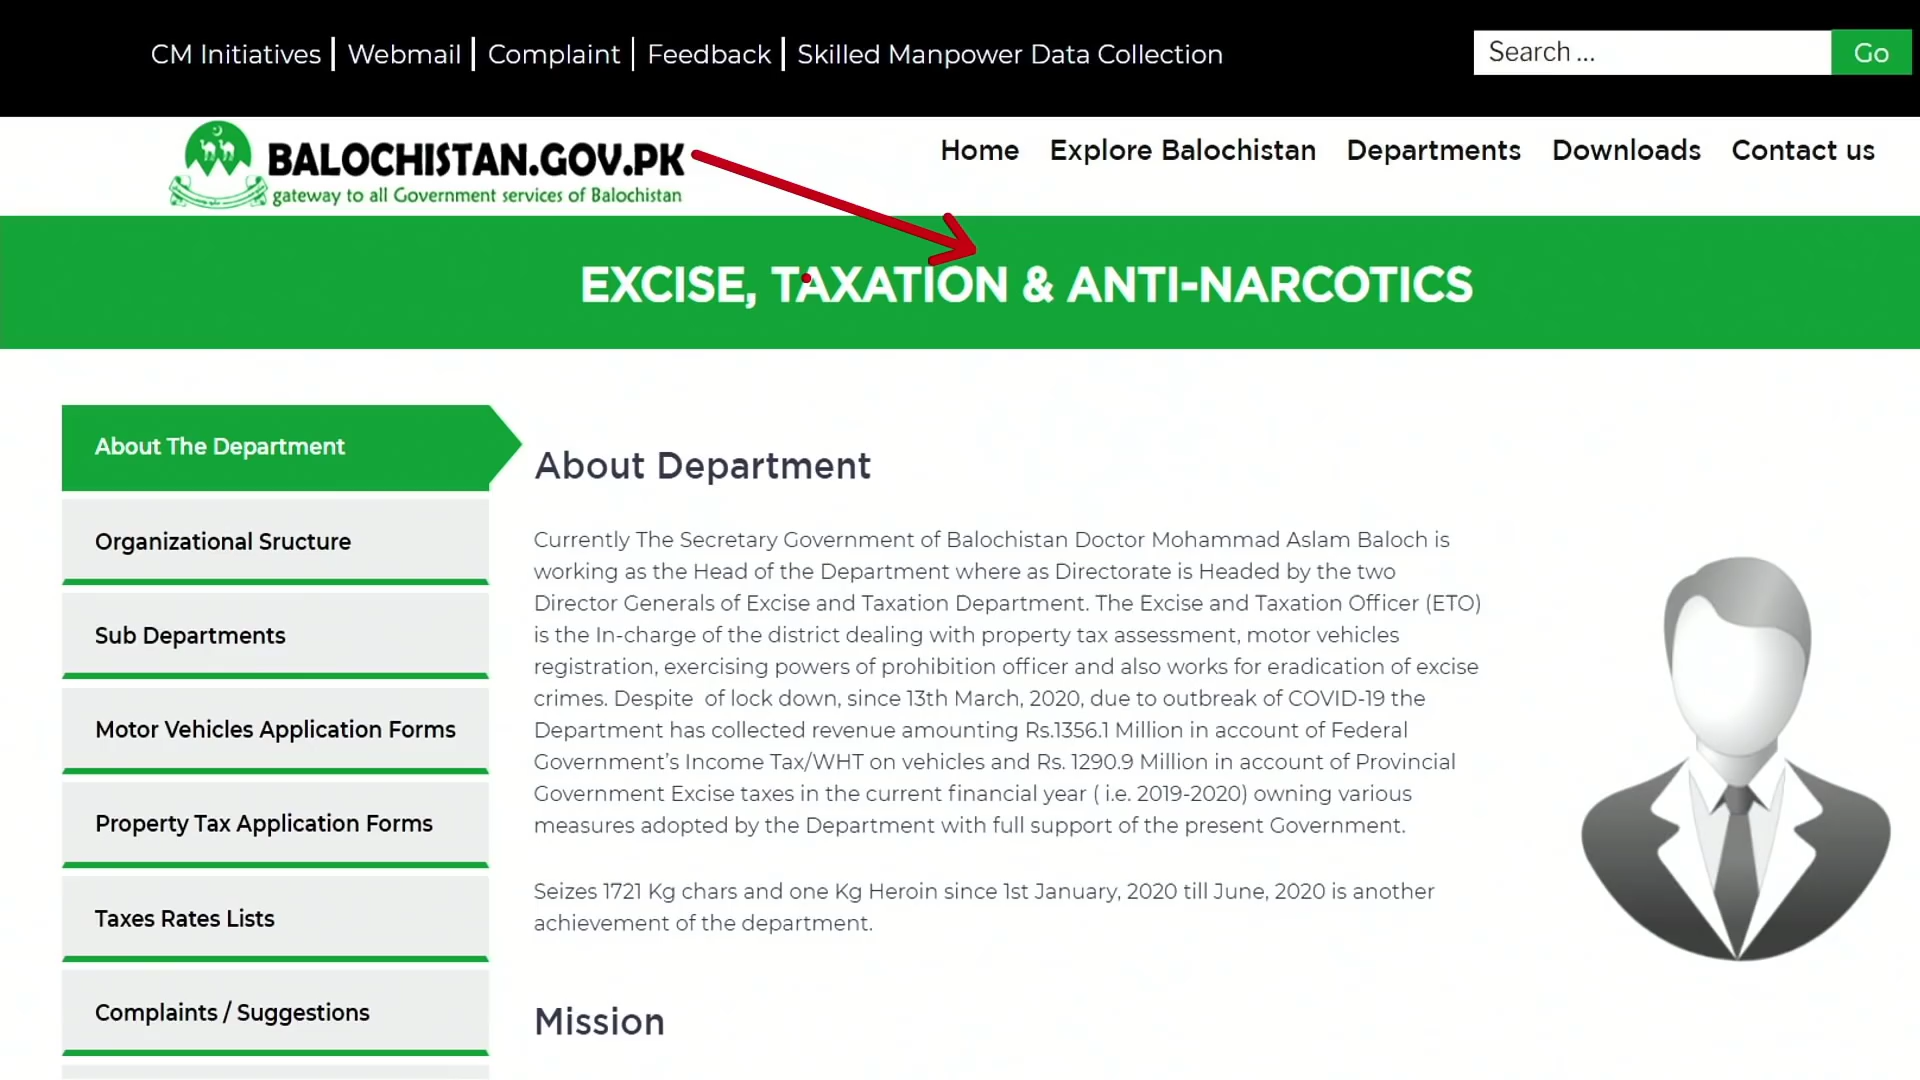 CM Initiatives | Webmail | Complaint | Feedback | Skilled Manpower Data Collection
Search ...
Go
BALOCHISTAN.GOV.PK
gateway to all Government services of Balochistan
Home
Explore Balochistan
Departments
Downloads
Contact us
EXCISE, TAXATION & ANTI-NARCOTICS
About The Department
Organizational Sructure
Sub Departments
Motor Vehicles Application Forms
Property Tax Application Forms
Taxes Rates Lists
Complaints / Suggestions
About Department
Currently The Secretary Government of Balochistan Doctor Mohammad Aslam Baloch is
working as the Head of the Department where as Directorate is Headed by the two
Director Generals of Excise and Taxation Department. The Excise and Taxation Officer (ETO)
is the In-charge of the district dealing with property tax assessment, motor vehicles
registration, exercising powers of prohibition officer and also works for eradication of excise
crimes. Despite  of lock down, since 13th March, 2020, due to outbreak of COVID-19 the
Department has collected revenue amounting Rs.1356.1 Million in account of Federal
Government's Income Tax/WHT on vehicles and Rs. 1290.9 Million in account of Provincial
Government Excise taxes in the current financial year ( i.e. 2019-2020) owning various
measures adopted by the Department with full support of the present Government.
Seizes 1721 Kg chars and one Kg Heroin since 1st January, 2020 till June, 2020 is another
achievement of the department.
Mission